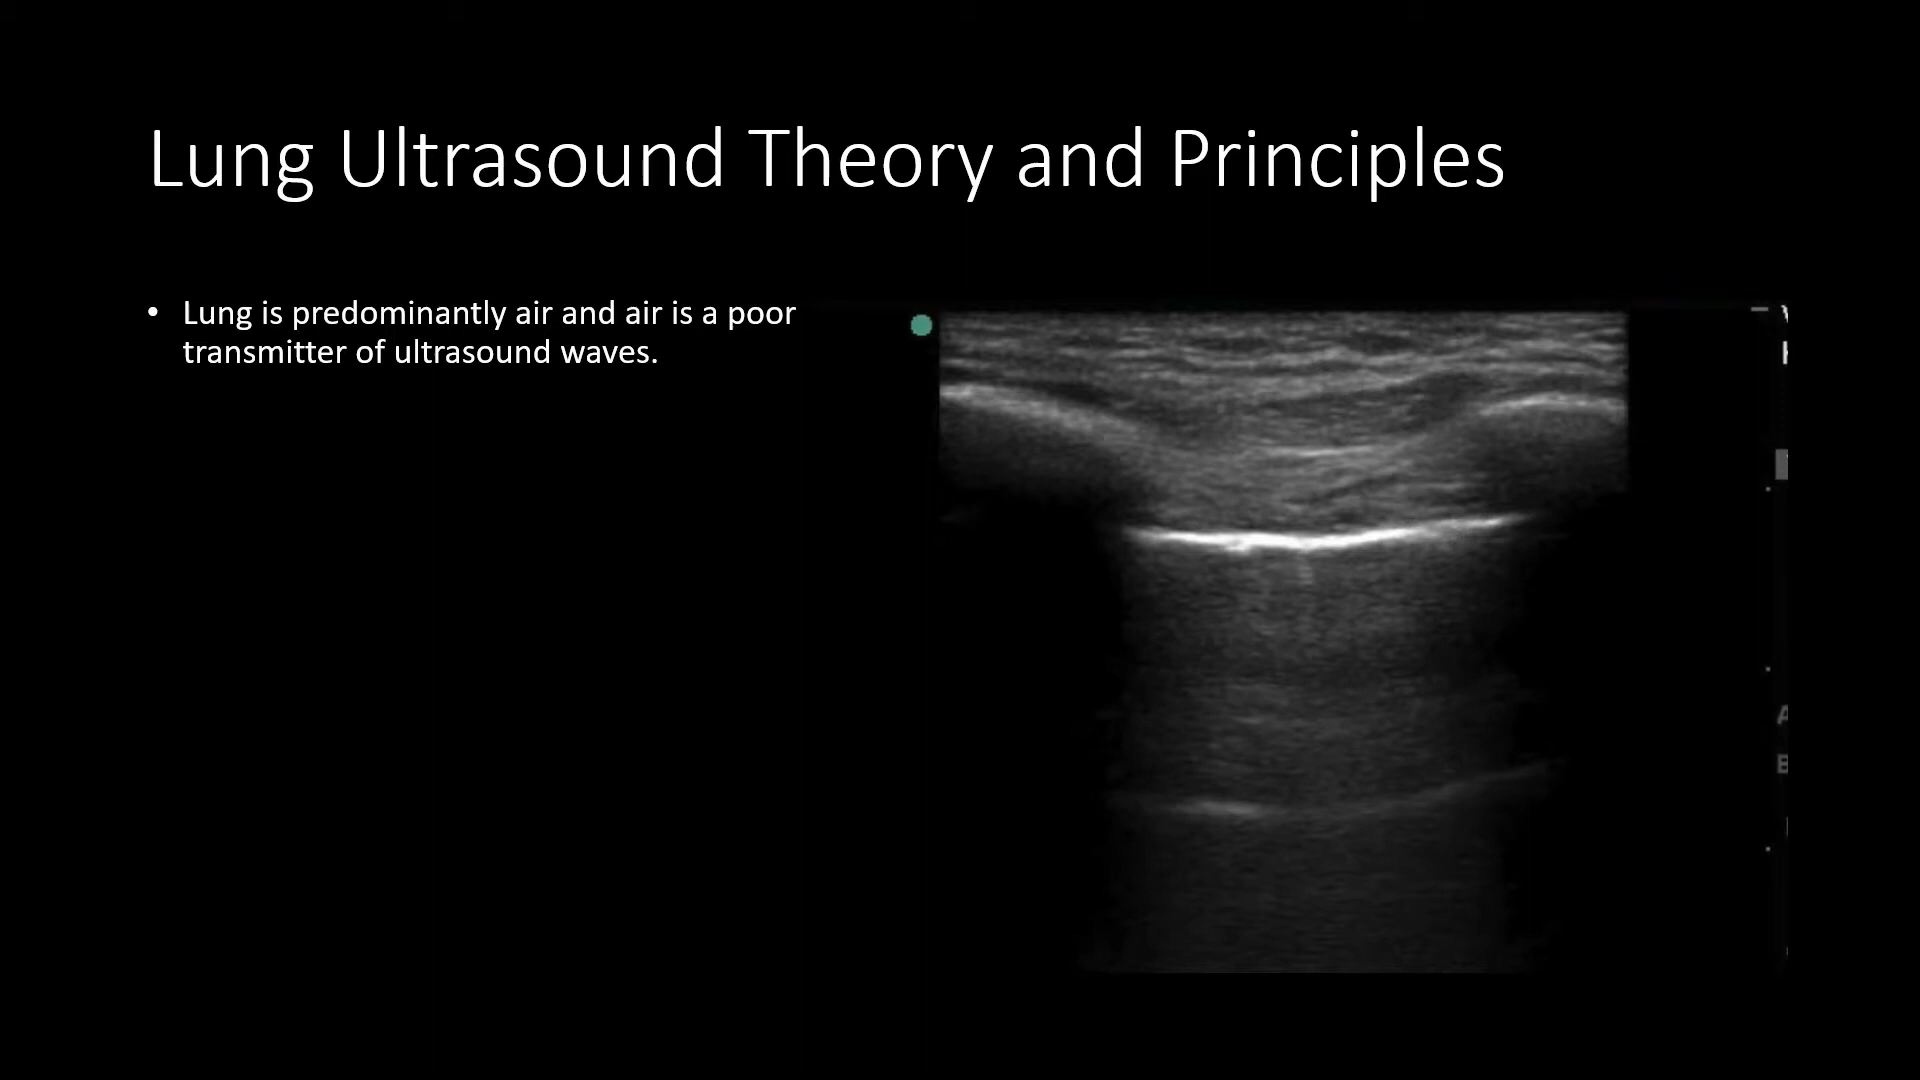 Lung Ultrasound Theory and Principles
• Lung is predominantly air and air is a poor
transmitter of ultrasound waves.